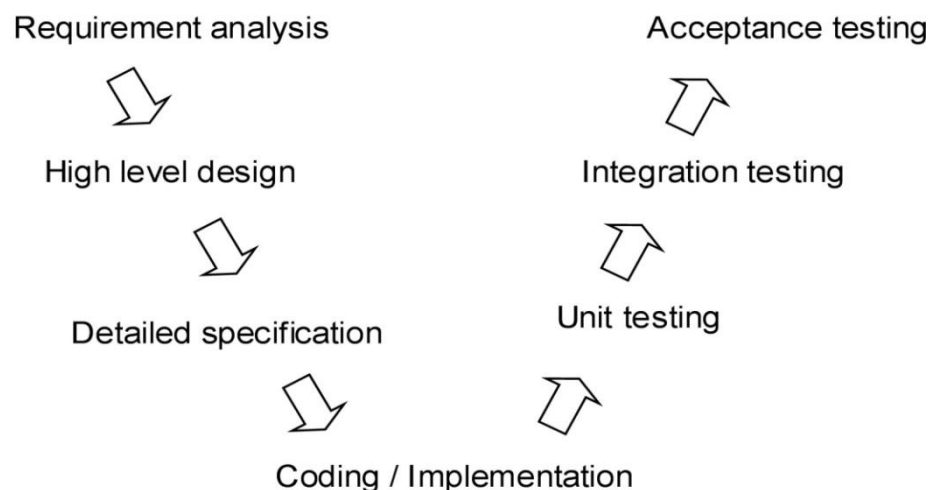 Requirement analysis
Acceptance testing
High level design
Integration testing
Detailed specification
Unit testing
Coding / Implementation